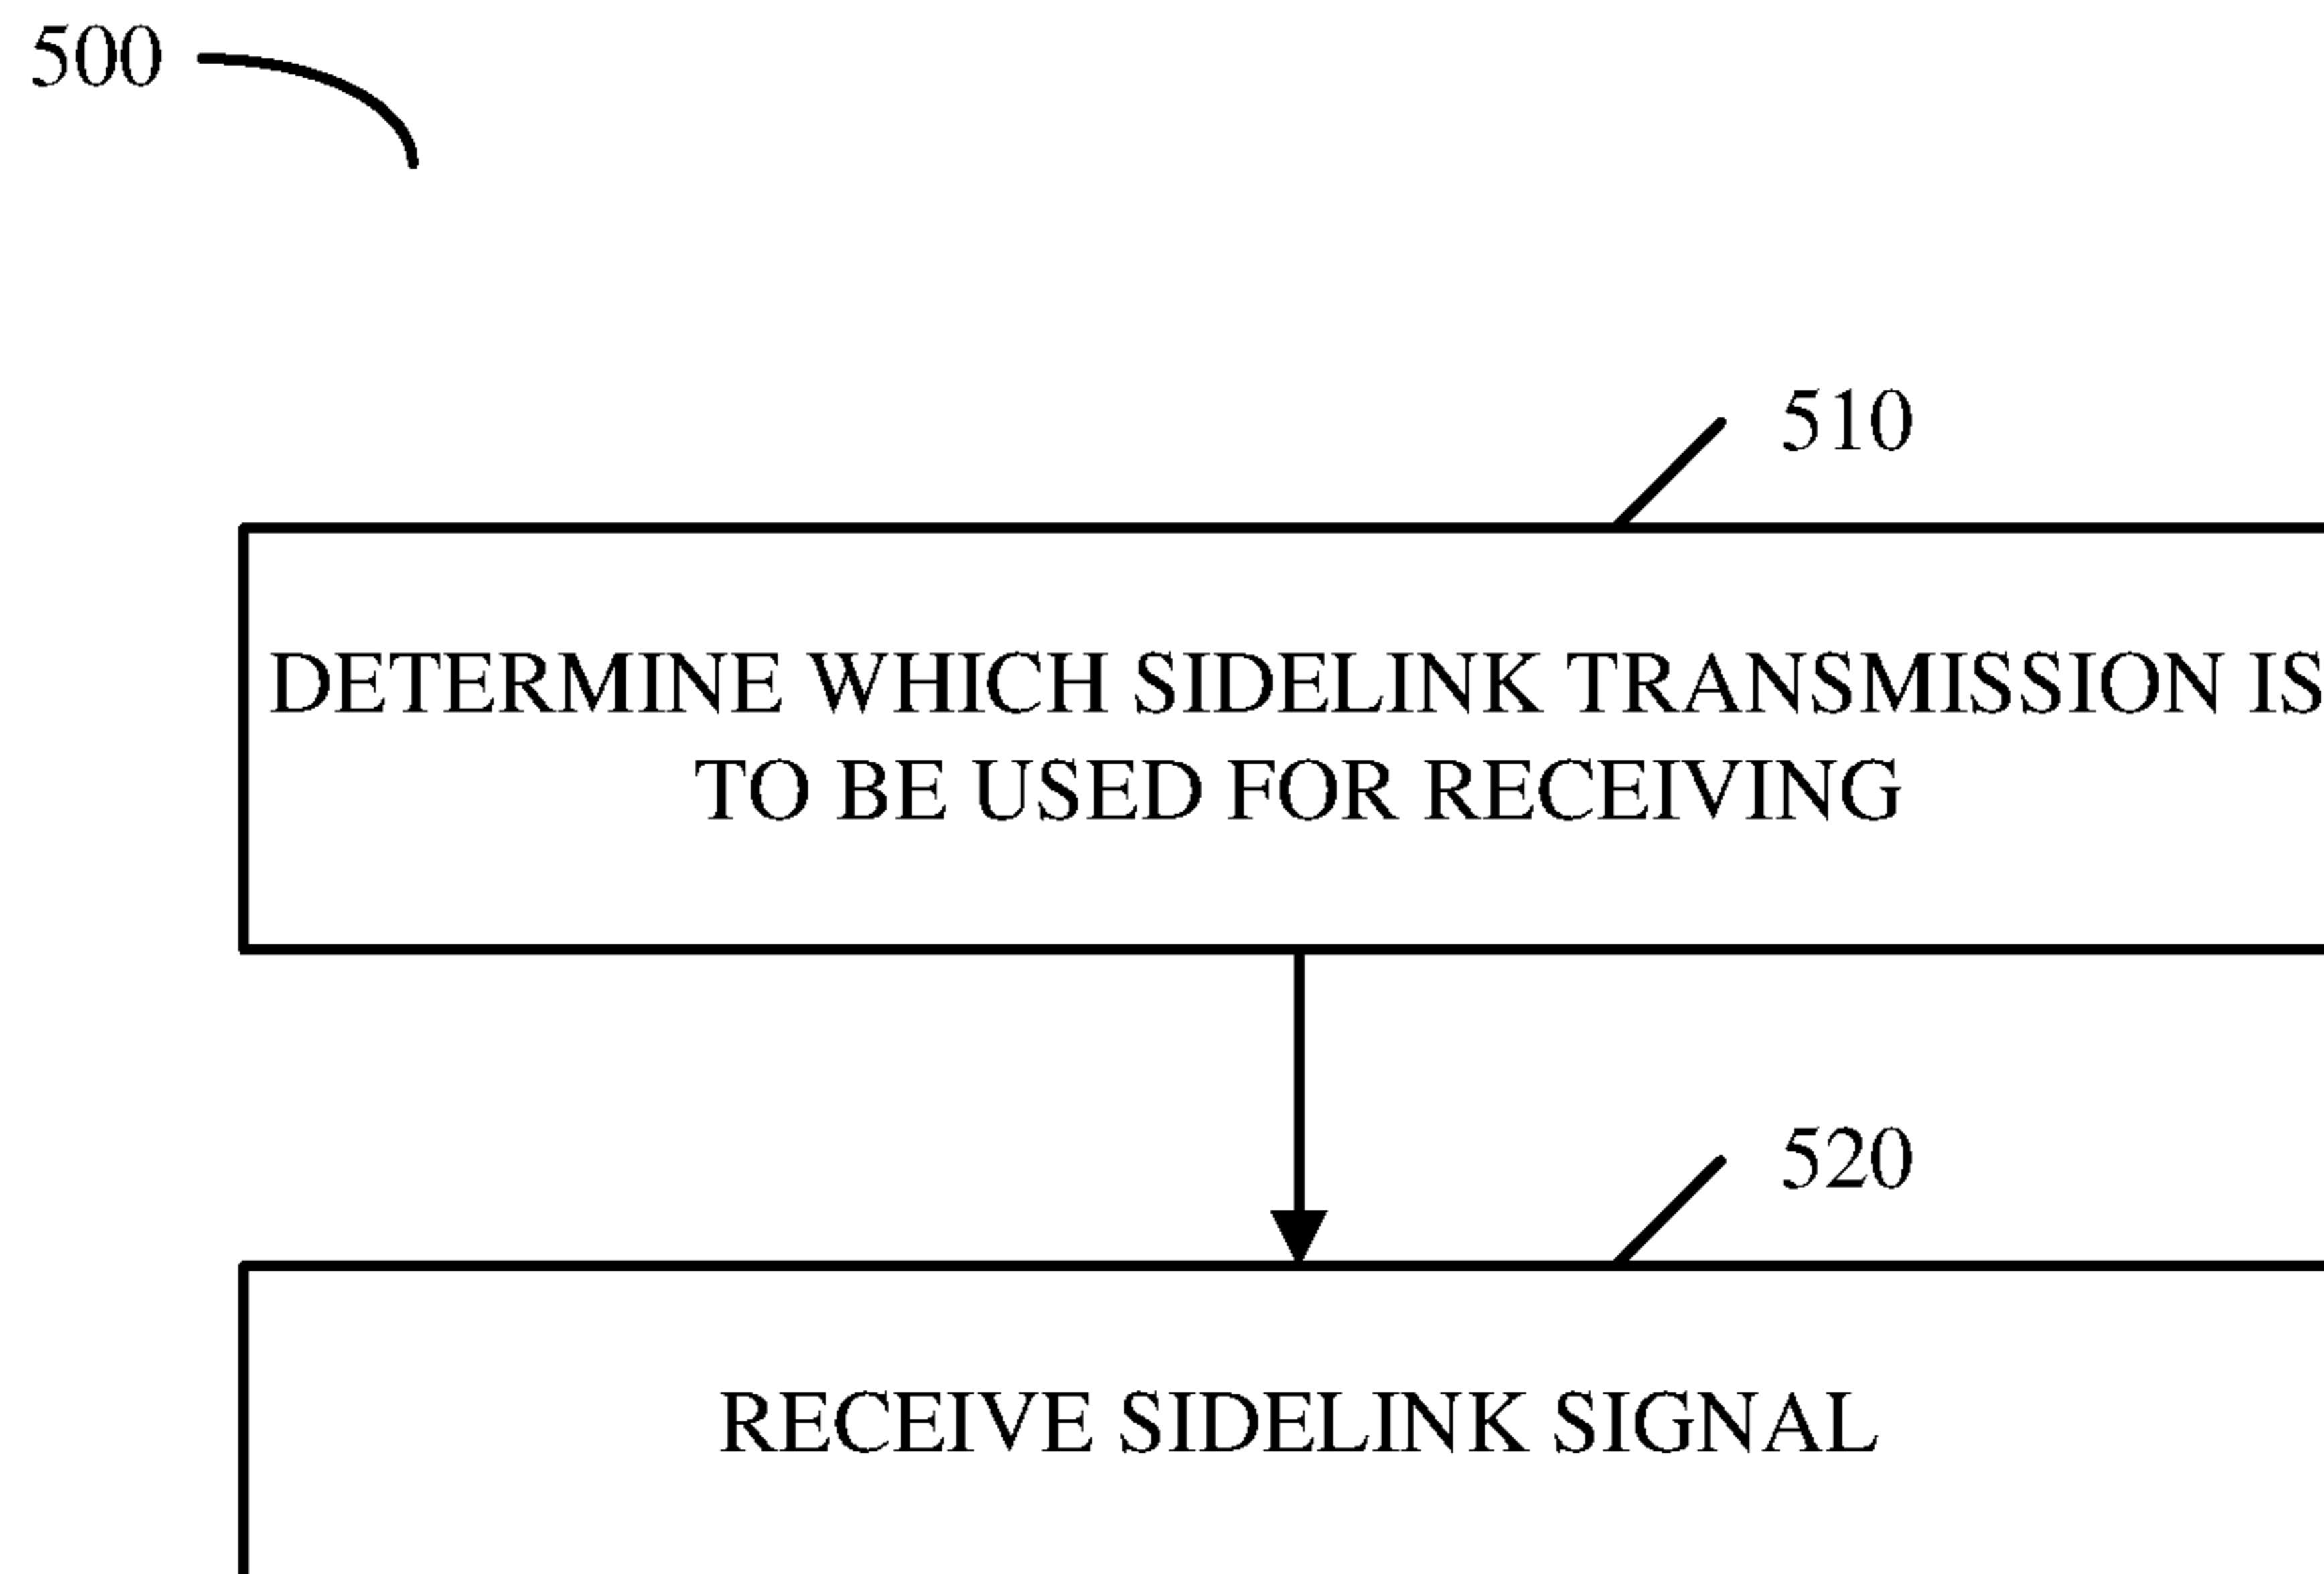 500
510
DETERMINE WHICH SIDELINK TRANSMISSION IS
TO BE USED FOR RECEIVING
520
RECEIVE SIDELINK SIGNAL